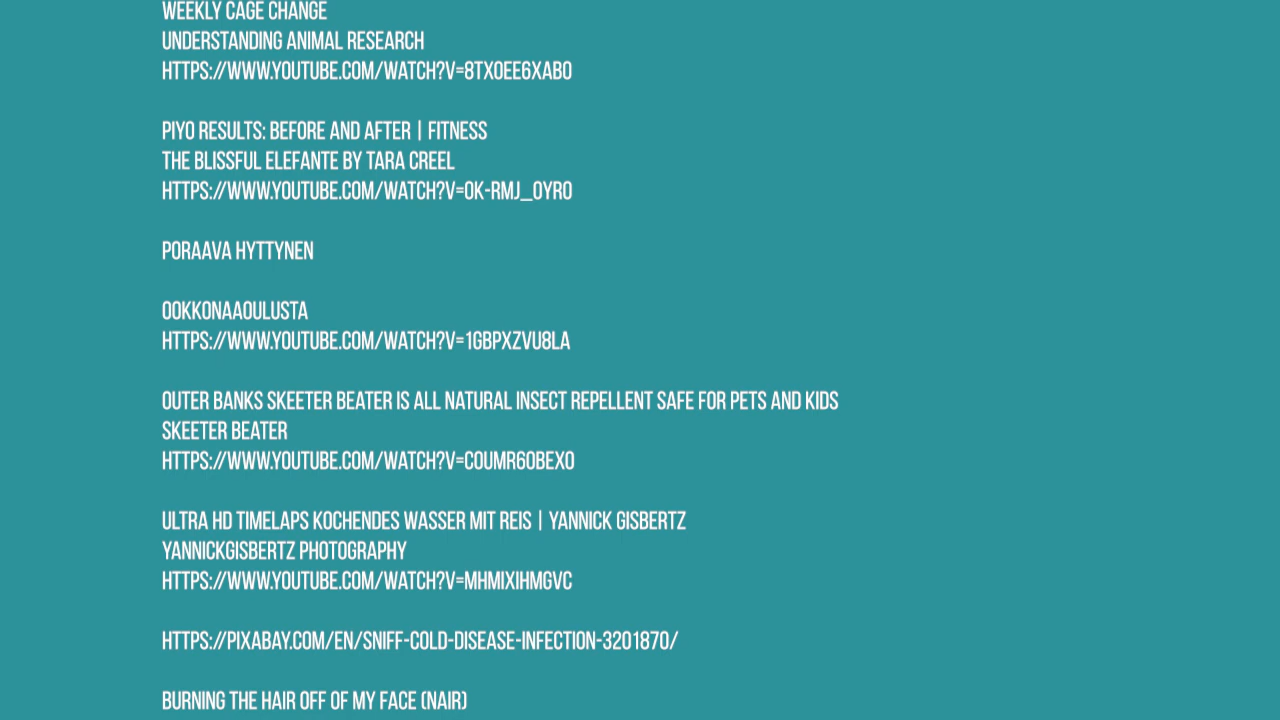 WEEKLY CAGE CHANGE
UNDERSTANDING ANIMAL RESEARCH
HTTPS://WWW.YOUTUBE.COM/WATCH?V=8TXOEE6XABO
PIYO RESULTS: BEFORE AND AFTER | FITNESS
THE BLISSFUL ELEFANTE BY TARA CREEL
HTTPS://WWW.YOUTUBE.COM/WATCH?V=OK-RMJ_OYRO
PORAAVA HYTTYNEN
OOKKONAAOULUSTA
HTTPS://WWW.YOUTUBE.COM/WATCH?V=1GBPXZVU8LA
OUTER BANKS SKEETER BEATER IS ALL NATURAL INSECT REPELLENT SAFE FOR PETS AND KIDS
SKEETER BEATER
HTTPS://WWW.YOUTUBE.COM/WATCH?V=COUMR6OBEXO
ULTRA HD TIMELAPS KOCHENDES WASSER MIT REIS | YANNICK GISBERTZ
YANNICKGISBERTZ PHOTOGRAPHY
HTTPS://WWW.YOUTUBE.COM/WATCH?V=MHMIXIHMGVC
HTTPS://PIXABAY.COM/EN/SNIFF-COLD-DISEASE-INFECTION-3201870/
BURNING THE HAIR OFF OF MY FACE (NAIR)